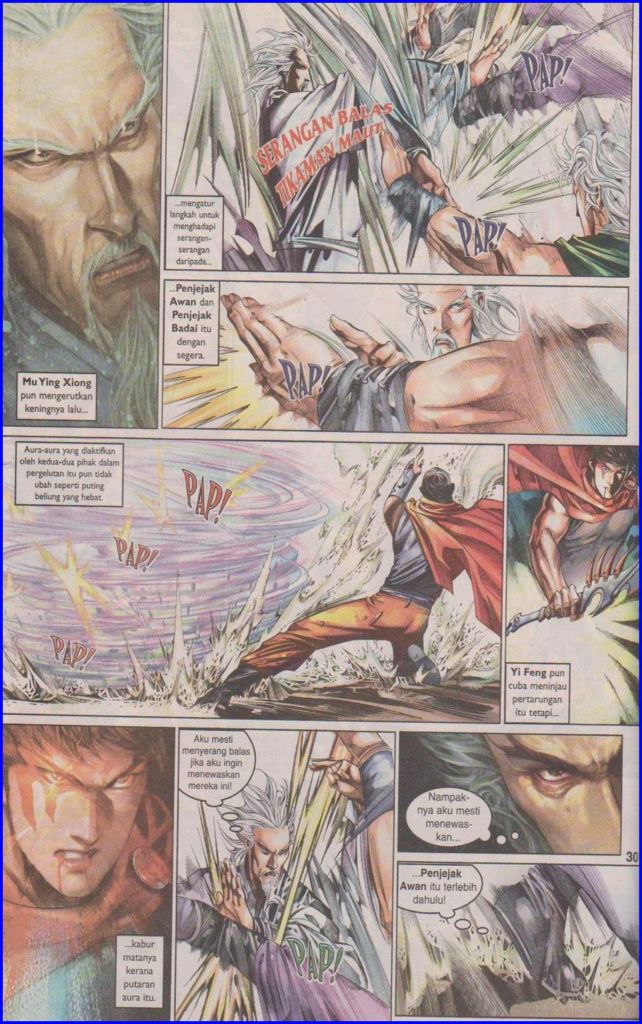 Mu Ying Xiong
pun mengerutkan
keningnya lalu...
SERANGAN BALAS
TIKAMAN MAUT
PAP!
PAP!
...mengatur
langkah untuk
menghadapi
serangan-
serangan
daripada...
...Penjejak
Awan dan
Penjejak
Badai itu
dengan
segera.
PAP!
Aura-aura yang diaktifkan
oleh kedua-dua pihak dalam
pergelutan itu pun tidak
ubah seperti puting
beliung yang hebat.
PAP!
PAP!
PAP!
Yi Feng pun
cuba meninjau
pertarungan
itu tetapi...
...kabur
matanya
kerana
putaran
aura itu.
Aku mesti
menyerang balas
jika aku ingin
menewaskan
mereka ini!
PAP!
Nampak-
nya aku mesti
menewas-
kan...
30
...Penjejak
Awan itu terlebih
dahulu!